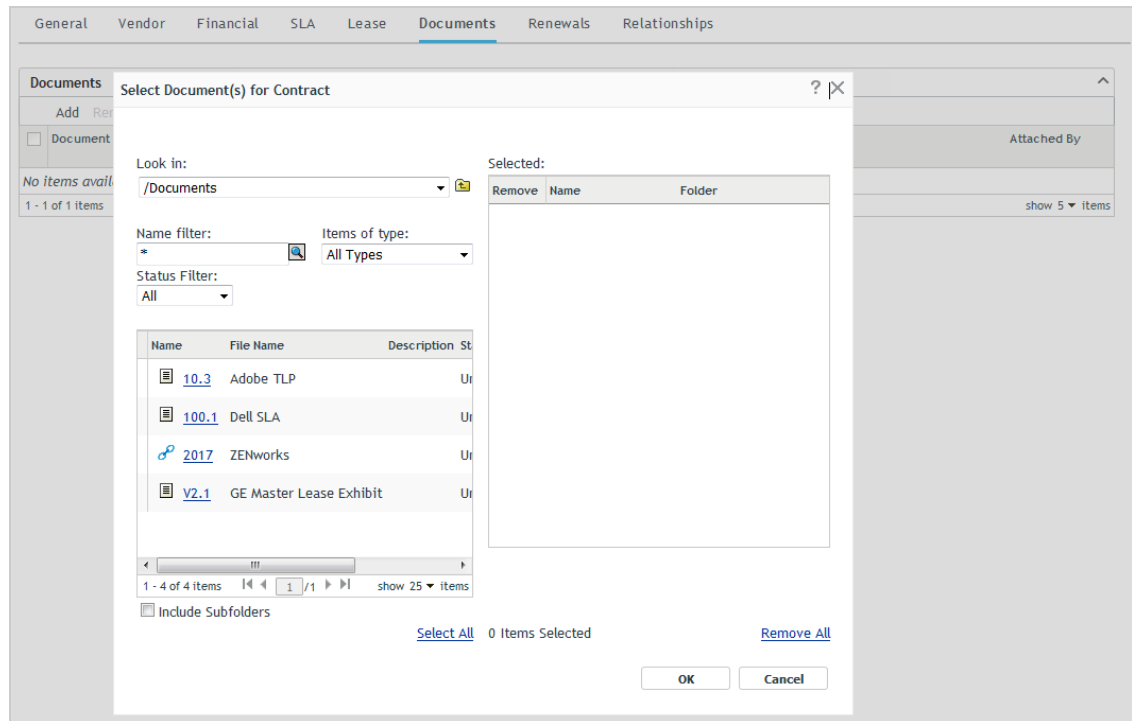 General Vendor Financial SLA Lease Documents Renewals Relationships
Documents
Select Document(s) for Contract ?
Add
Document
Attached By
No items
1 - 1 of 1 items
show 5 items
Look in:
/Documents
Name filter:
Items of type:
*
All Types
Status Filter:
All
Name File Name Description
10.3 Adobe TLP
100.1 Dell SLA
2017 ZENworks
V2.1 GE Master Lease Exhibit
1 - 4 of 4 items 1 /1 show 25 items
Include Subfolders
Select All
Selected:
Remove Name Folder
0 Items Selected
Remove All
OK Cancel